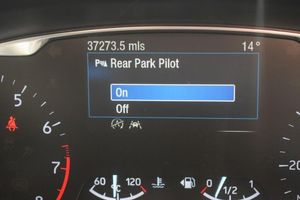 37273.5 mls 14°
Rear Park Pilot
On
Off
5
6
7
8
60 °C 120
0 1/2 1
-20